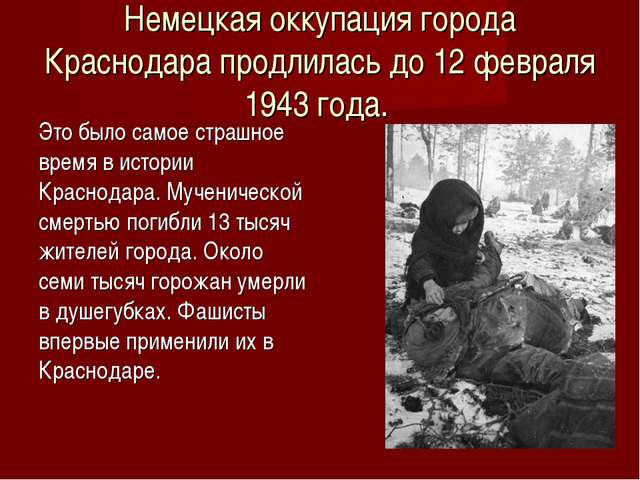 Немецкая оккупация города
Краснодара продлилась до 12 февраля
1943 года.
Это было самое страшное
время в истории
Краснодара. Мученической
смертью погибли 13 тысяч
жителей города. Около
семи тысяч горожан умерли
в душегубках. Фашисты
впервые применили их в
Краснодаре.